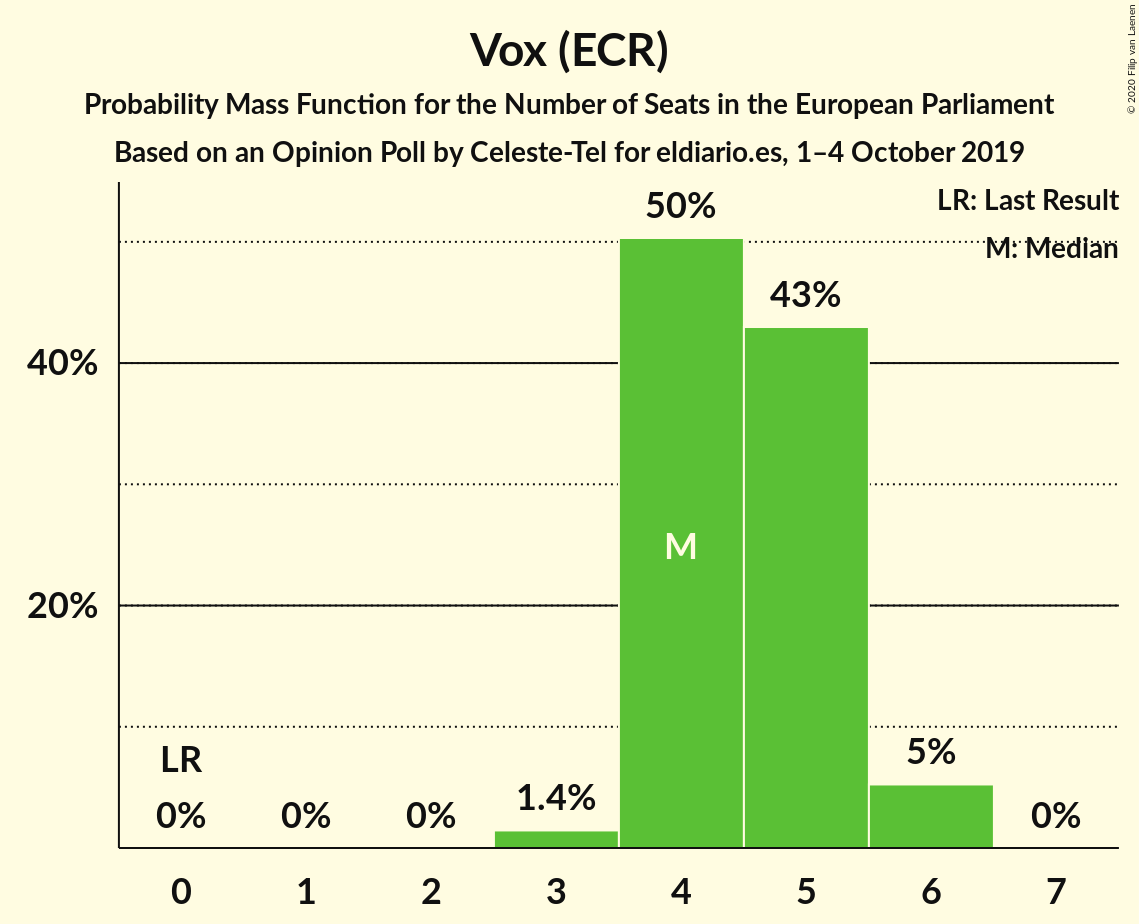 Vox (ECR)
Probability Mass Function for the Number of Seats in the European Parliament
Based on an Opinion Poll by Celeste-Tel for eldiario.es, 1–4 October 2019
© 2020 Filip van Laenen
LR: Last Result
M: Median
50%
43%
40%
M
20%
LR
0%
0%
0%
1.4%
5%
0%
0
1
2
3
4
5
6
7